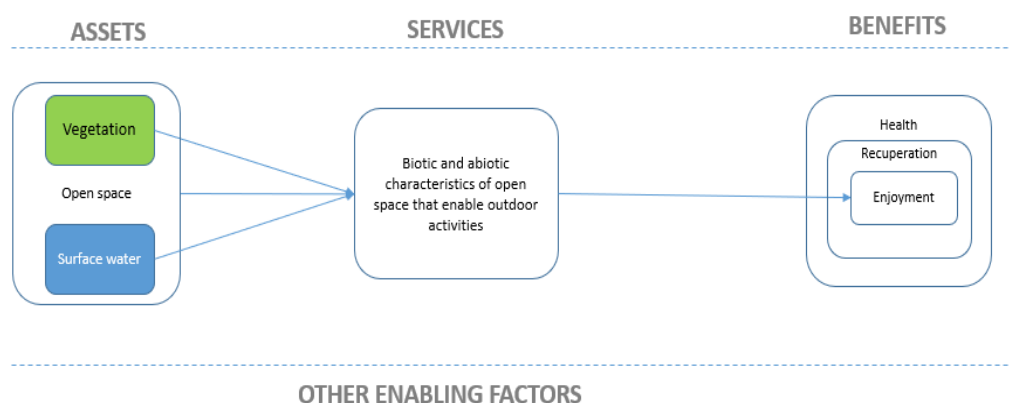 ASSETS
SERVICES
BENEFITS
Vegetation
Open space
Surface water
Biotic and abiotic
characteristics of open
space that enable outdoor
activities
Health
Recuperation
Enjoyment
OTHER ENABLING FACTORS